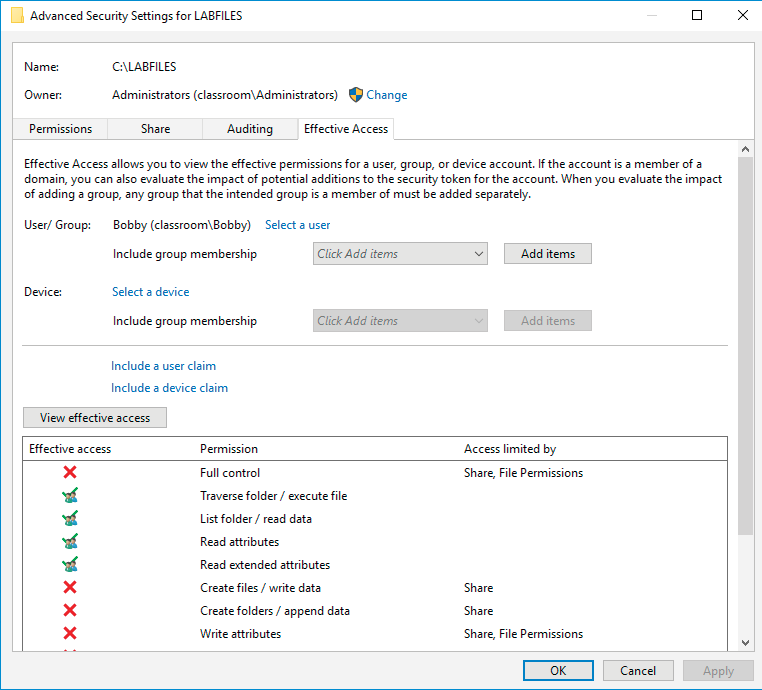 Advanced Security Settings for LABFILES
Name: C:\LABFILES
Owner: Administrators (classroom\Administrators) Change
Permissions Share Auditing Effective Access
Effective Access allows you to view the effective permissions for a user, group, or device account. If the account is a member of a
domain, you can also evaluate the impact of potential additions to the security token for the account. When you evaluate the impact
of adding a group, any group that the intended group is a member of must be added separately.
User/ Group: Bobby (classroom\Bobby) Select a user
Include group membership Click Add items Add items
Device: Select a device
Include group membership Click Add items Add items
Include a user claim
Include a device claim
View effective access
Effective access Permission Access limited by
Full control Share, File Permissions
Traverse folder / execute file
List folder / read data
Read attributes
Read extended attributes
Create files / write data Share
Create folders / append data Share
Write attributes Share, File Permissions
OK Cancel Apply